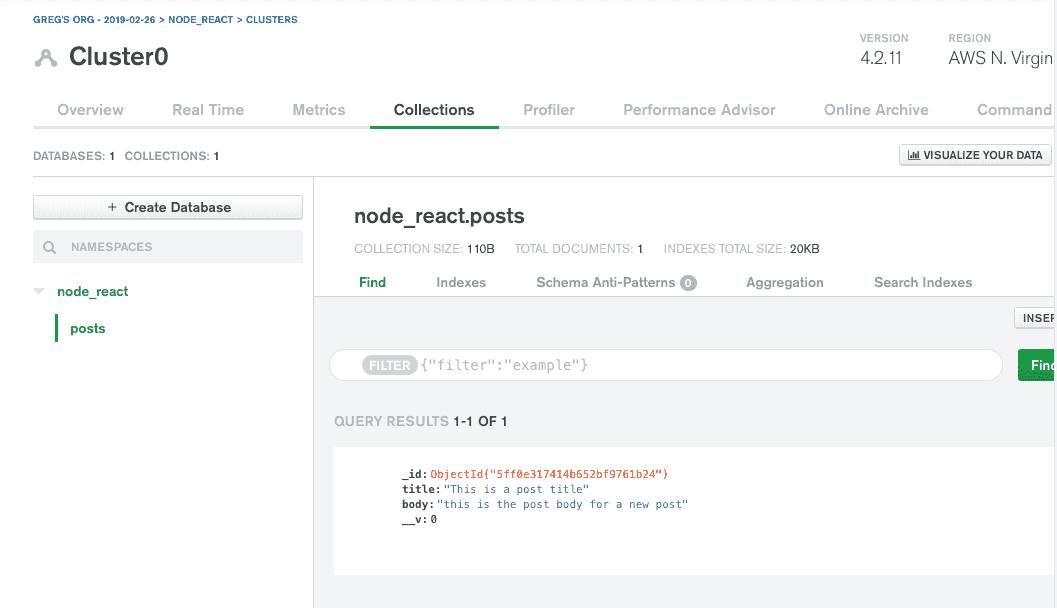 GREG'S ORG - 2019-02-26 > NODE_REACT > CLUSTERS
Cluster0
VERSION
4.2.11
REGION
AWS N. Virgin
Overview Real Time Metrics Collections Profiler Performance Advisor Online Archive Command
DATABASES: 1 COLLECTIONS: 1
VISUALIZE YOUR DATA
+ Create Database
NAMESPACES
node_react
posts
node_react.posts
COLLECTION SIZE: 110B TOTAL DOCUMENTS: 1 INDEXES TOTAL SIZE: 20KB
Find Indexes Schema Anti-Patterns 0 Aggregation Search Indexes
INSER
FILTER {"filter":"example"}
Find
QUERY RESULTS 1-1 OF 1
_id: ObjectId("5ff0e317414b652bf9761b24")
title: "This is a post title"
body: "this is the post body for a new post"
__v: 0